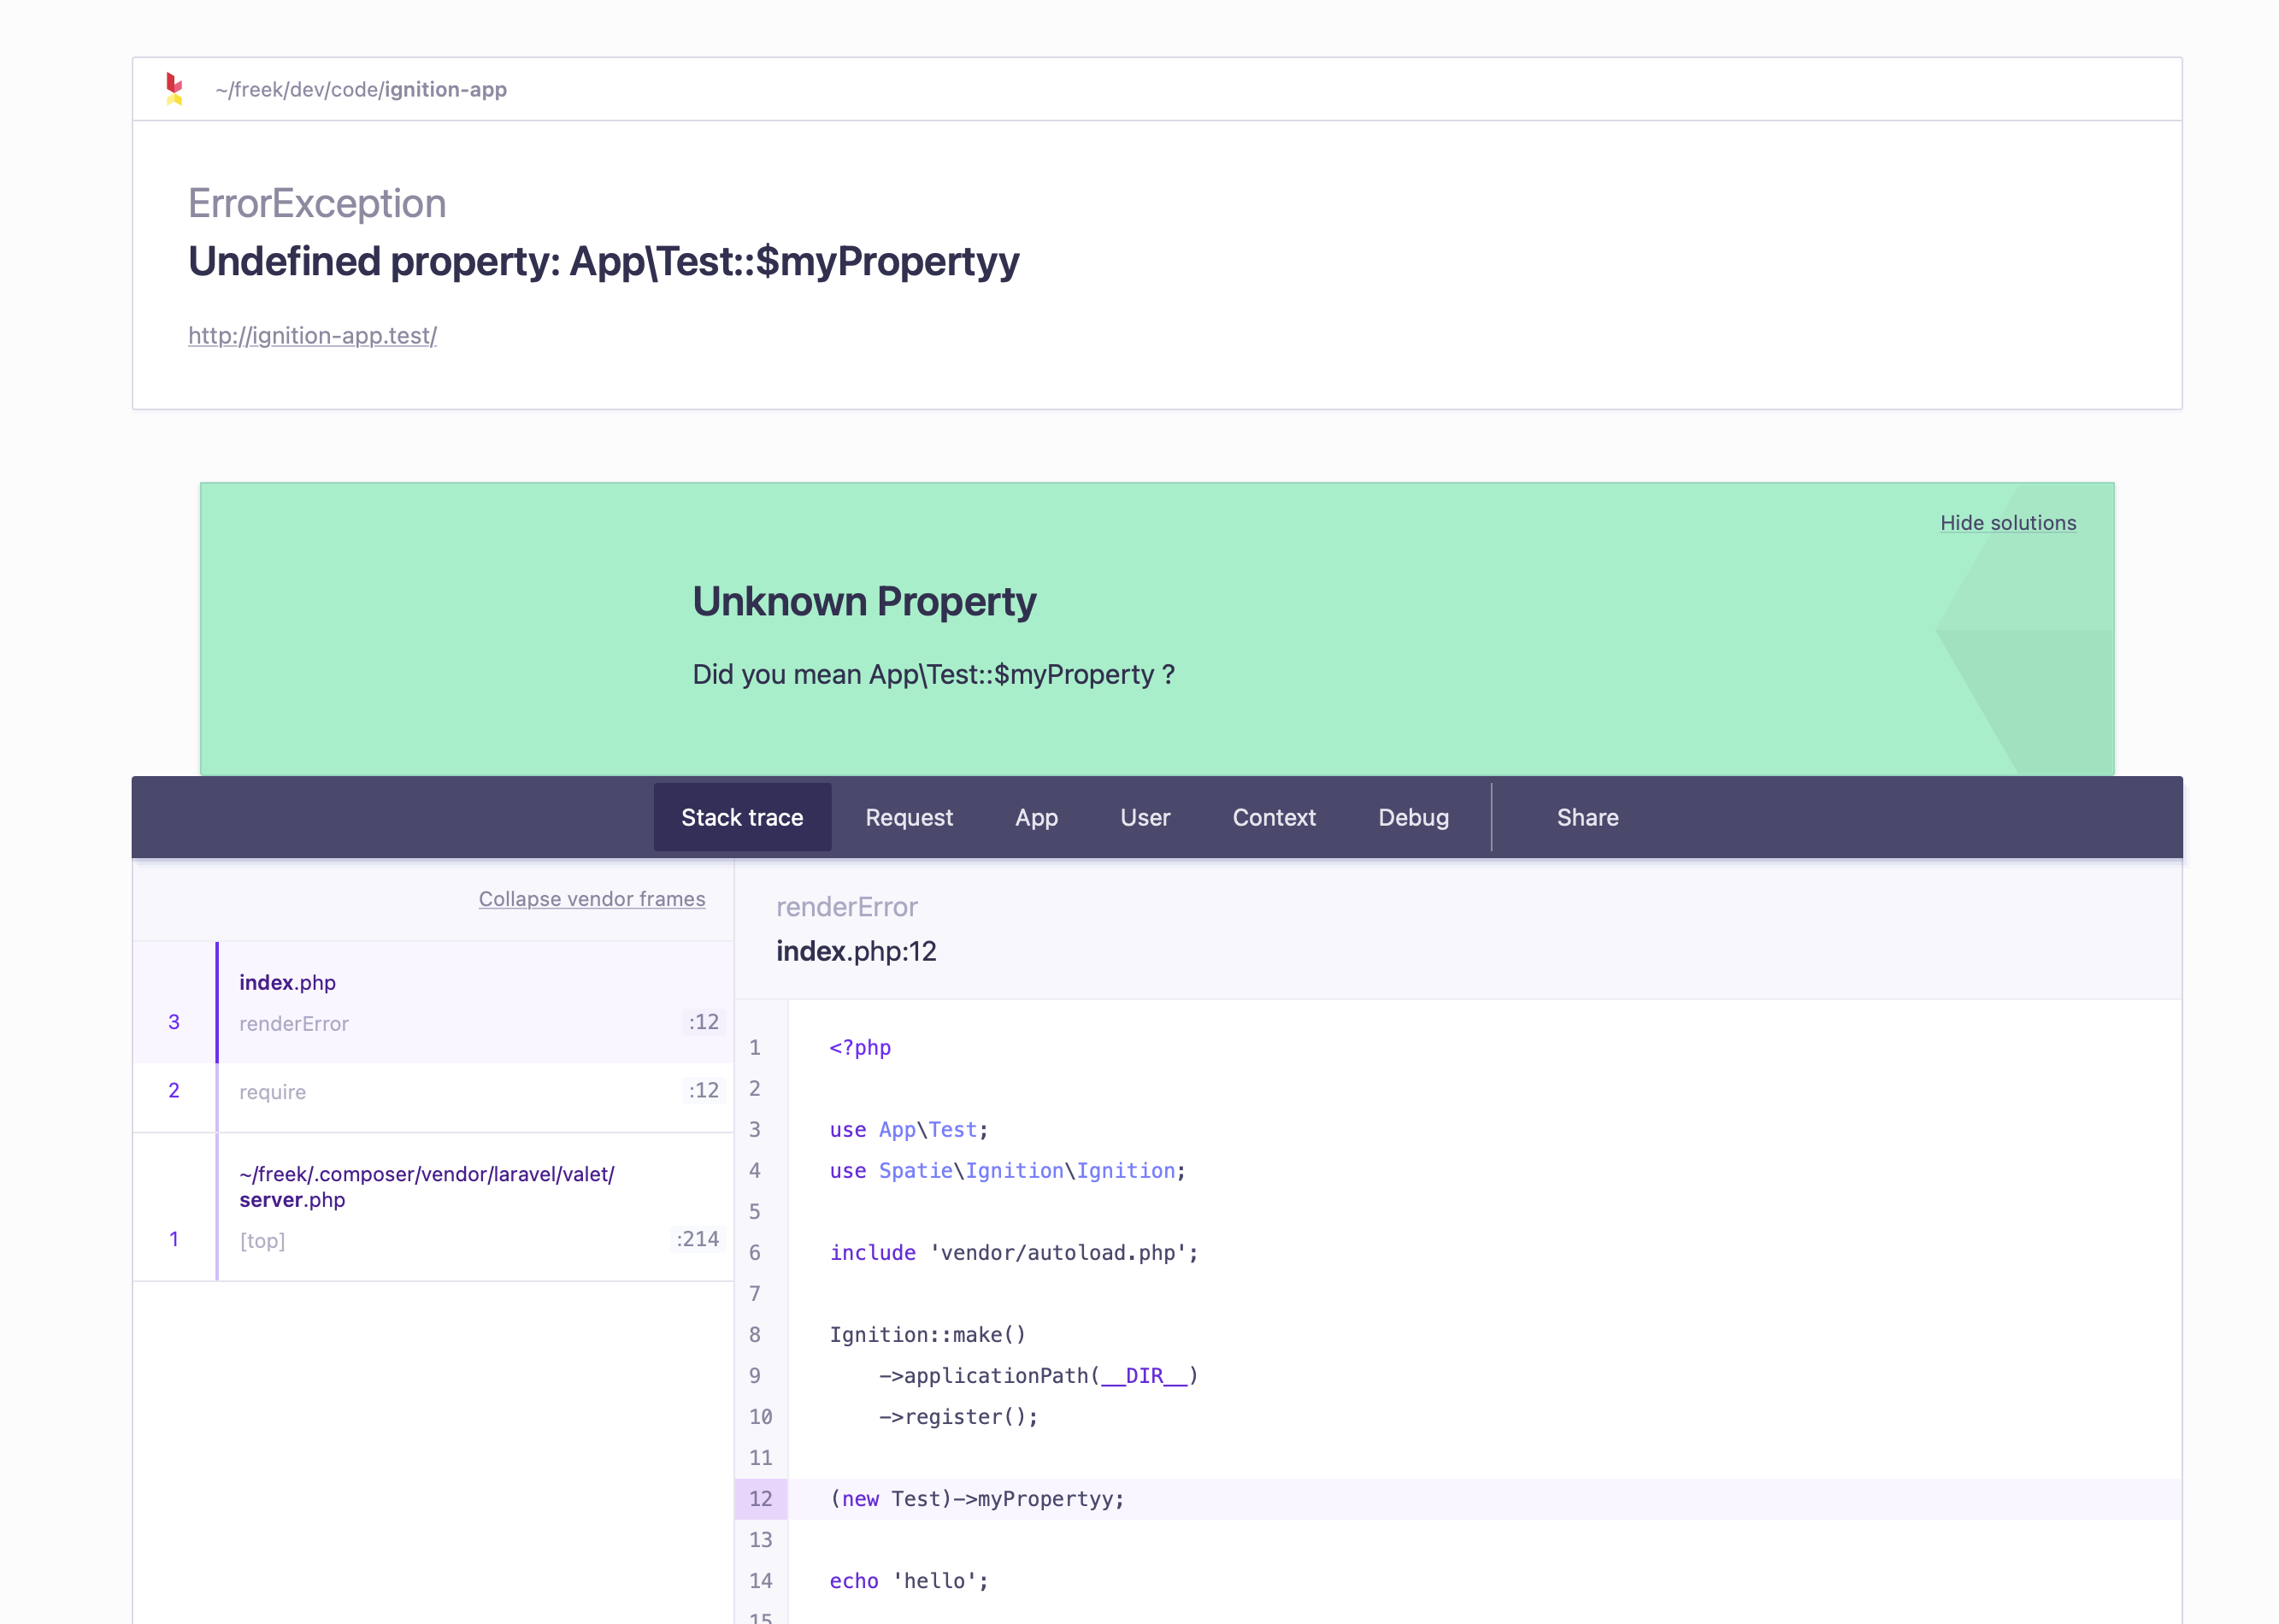 ~/freek/dev/code/ignition-app
ErrorException
Undefined property: App\Test::$myPropertyy
http://ignition-app.test/
Hide solutions
Unknown Property
Did you mean App\Test::$myProperty ?
Stack trace Request App User Context Debug Share
Collapse vendor frames
index.php
3 renderError :12
2 require :12
~/freek/.composer/vendor/laravel/valet/
server.php
1 [top] :214
renderError
index.php:12
1 <?php
2
3 use App\Test;
4 use Spatie\Ignition\Ignition;
5
6 include 'vendor/autoload.php';
7
8 Ignition::make()
9     ->applicationPath(__DIR__)
10     ->register();
11
12 (new Test)->myPropertyy;
13
14 echo 'hello';
15